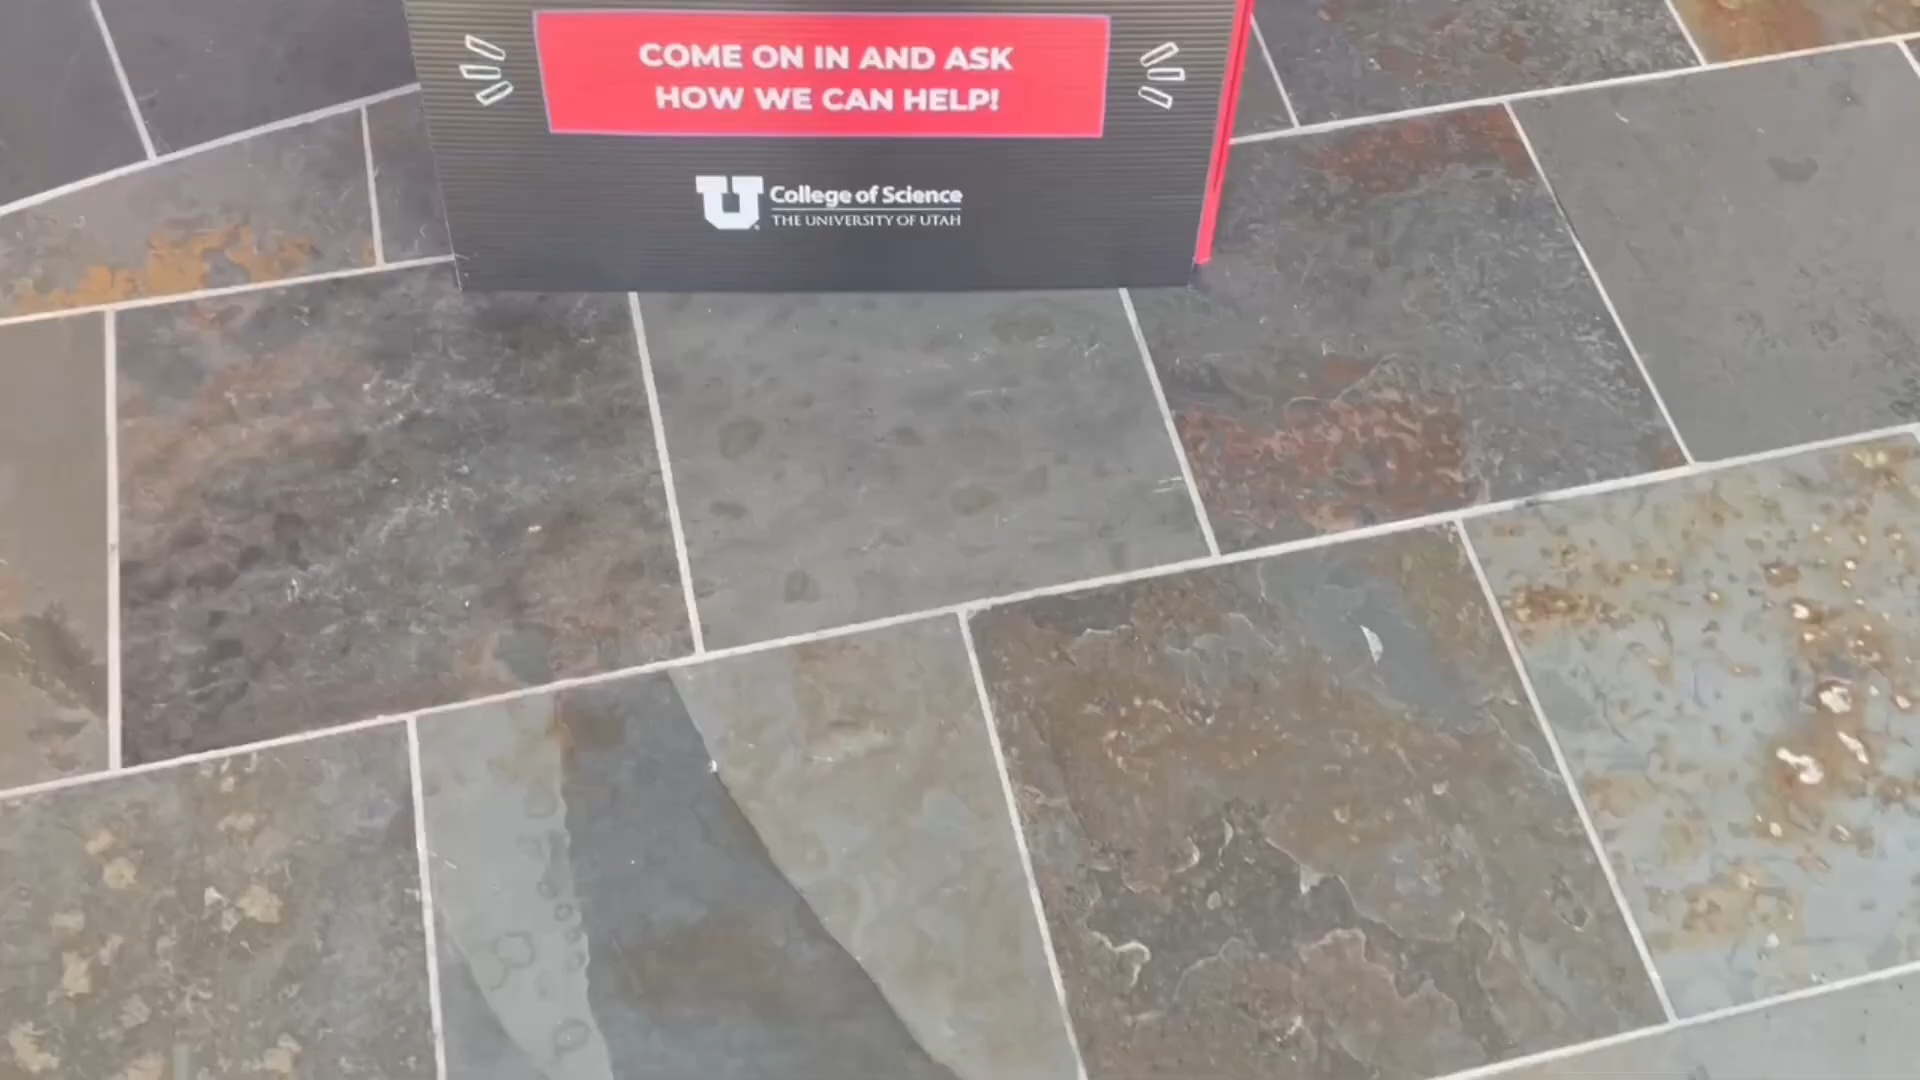 COME ON IN AND ASK
HOW WE CAN HELP!
U College of Science
THE UNIVERSITY OF UTAH